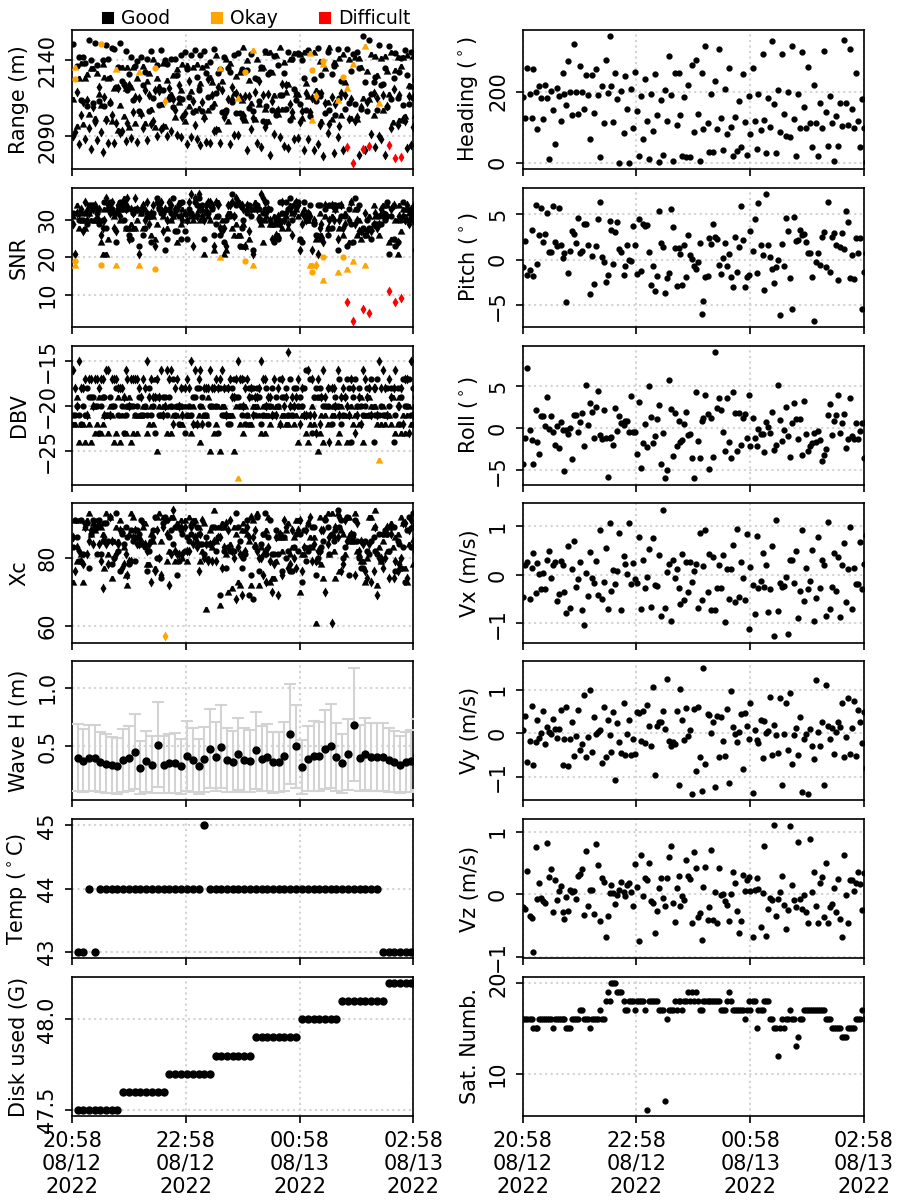 Good Okay Difficult
Range (m)
2140
2090
Heading (°)
200
0
SNR
30
20
10
Pitch (°)
5
0
−5
DBV
−15
−20
−25
Roll (°)
5
0
−5
Xc
80
60
Vx (m/s)
1
0
−1
Wave H (m)
1.0
0.5
Vy (m/s)
1
0
−1
Temp (°C)
45
44
43
Vz (m/s)
1
0
−1
Disk used (G)
48.0
47.5
Sat. Numb.
20
10
20:58 22:58 00:58 02:58
08/12 08/12 08/13 08/13
2022 2022 2022 2022
20:58 22:58 00:58 02:58
08/12 08/12 08/13 08/13
2022 2022 2022 2022